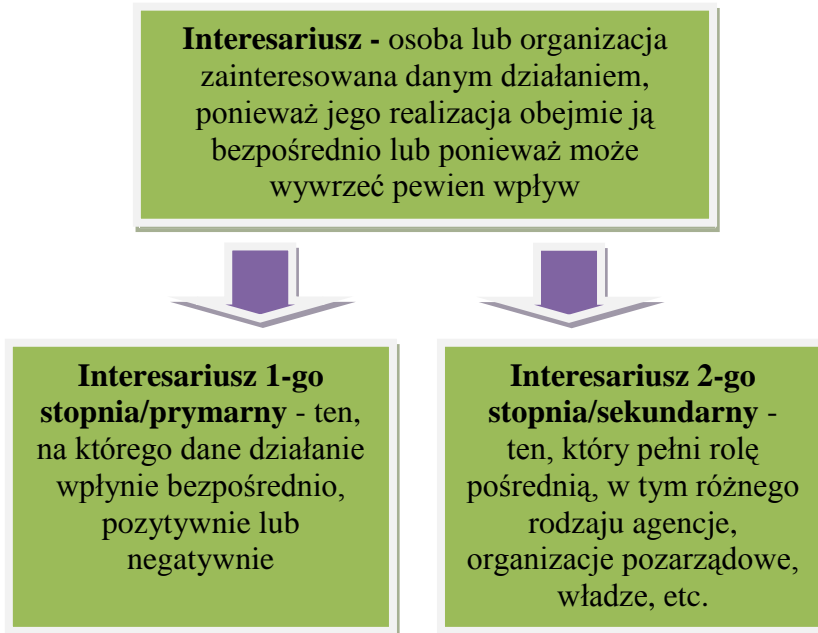 Interesariusz - osoba lub organizacja
zainteresowana danym działaniem,
ponieważ jego realizacja obejmie ją
bezpośrednio lub ponieważ może
wywrzeć pewien wpływ
Interesariusz 1-go
stopnia/prymarny - ten,
na którego dane działanie
wpłynie bezpośrednio,
pozytywnie lub
negatywnie
Interesariusz 2-go
stopnia/sekundarny -
ten, który pełni rolę
pośrednią, w tym różnego
rodzaju agencje,
organizacje pozarządowe,
władze, etc.